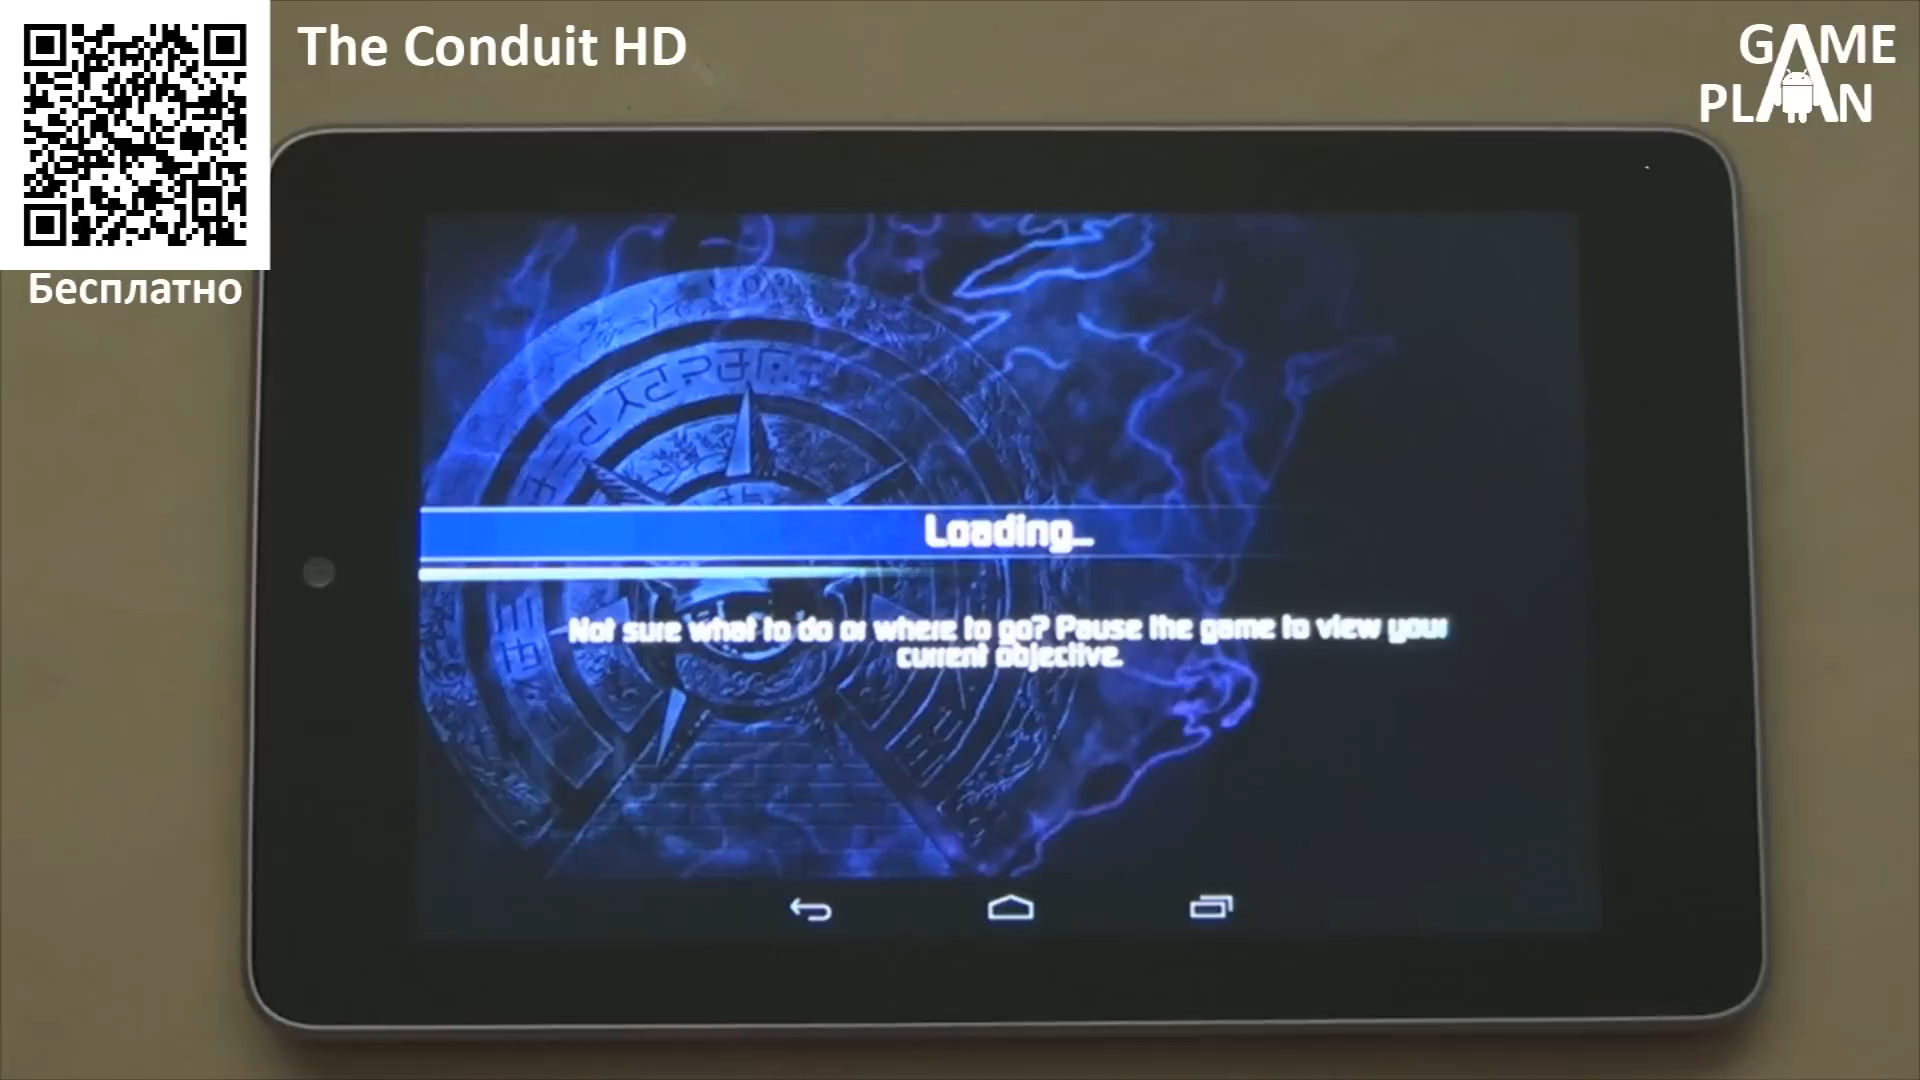 The Conduit HD
GAME
PLAN
Бесплатно
Loading...
Not sure what to do or where to go? Pause the game to view your
current objective.